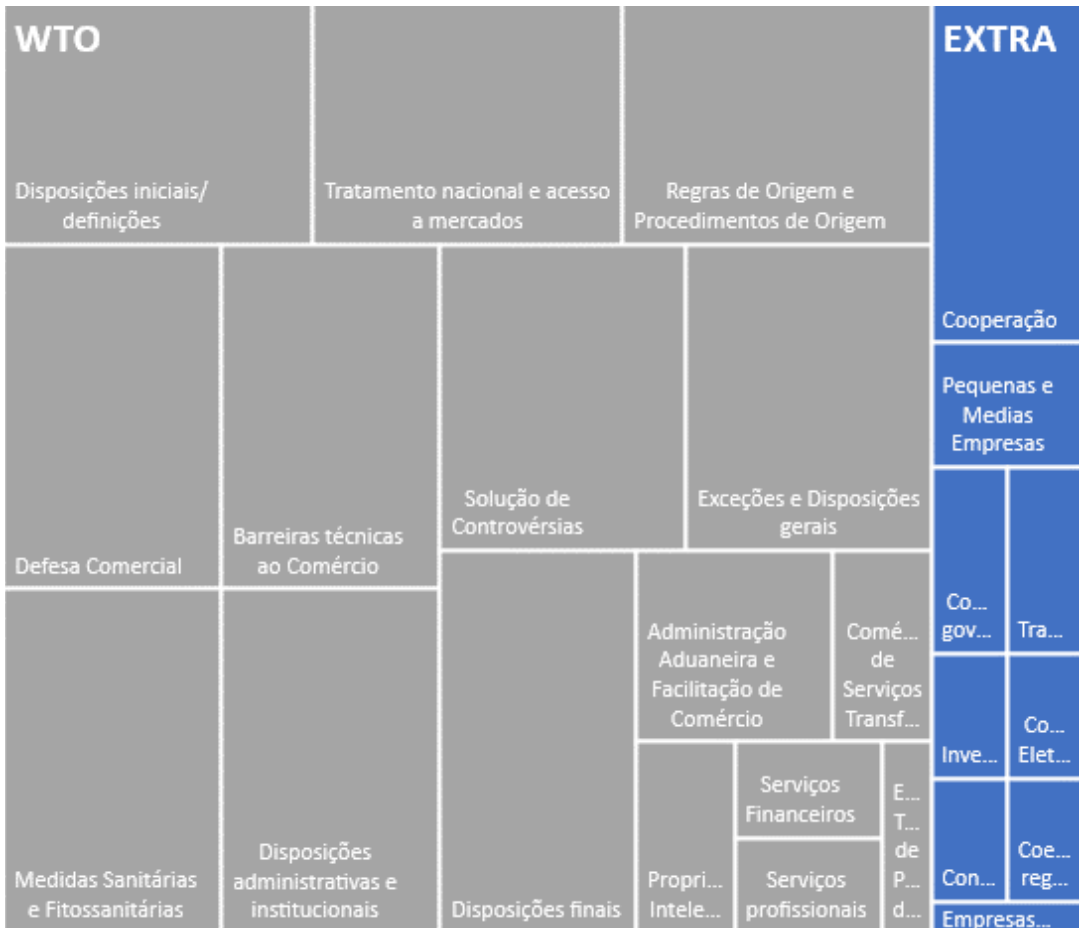 WTO
Disposições iniciais/
definições
Tratamento nacional e acesso
a mercados
Regras de Origem e
Procedimentos de Origem
Defesa Comercial
Barreiras técnicas
ao Comércio
Solução de
Controvérsias
Exceções e Disposições
gerais
Medidas Sanitárias
e Fitossanitárias
Disposições
administrativas e
institucionais
Disposições finais
Administração
Aduaneira e
Facilitação de
Comércio
Comé...
de
Serviços
Transf...
Propri...
Intele...
Serviços
Financeiros
Serviços
profissionais
E...
T...
de
P...
d...
EXTRA
Cooperação
Pequenas e
Medias
Empresas
Co...
gov...
Tra...
Inve...
Co...
Elet...
Con...
Coe...
reg...
Empresas...